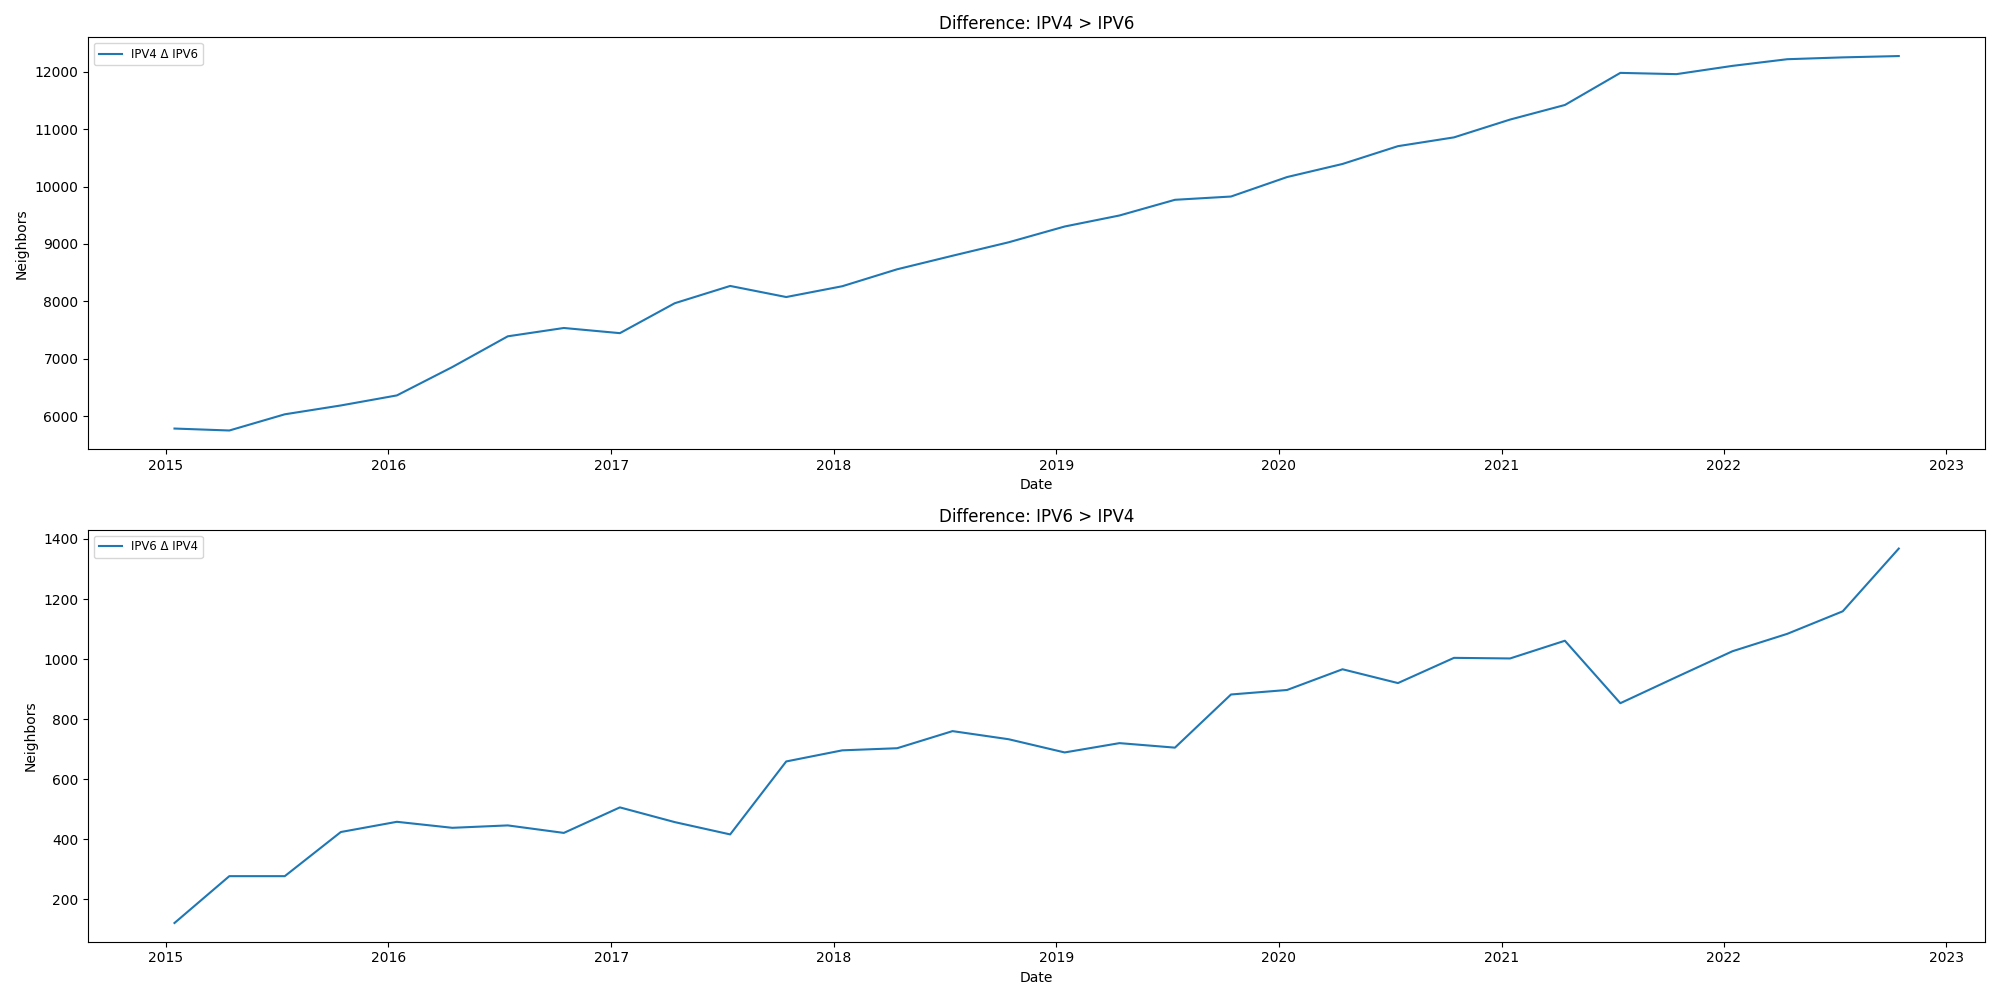 Difference: IPV4 > IPV6
IPV4 Δ IPV6
12000
11000
10000
9000
8000
7000
6000
Neighbors
2015 2016 2017 2018 2019 2020 2021 2022 2023
Date
Difference: IPV6 > IPV4
IPV6 Δ IPV4
1400
1200
1000
800
600
400
200
Neighbors
2015 2016 2017 2018 2019 2020 2021 2022 2023
Date